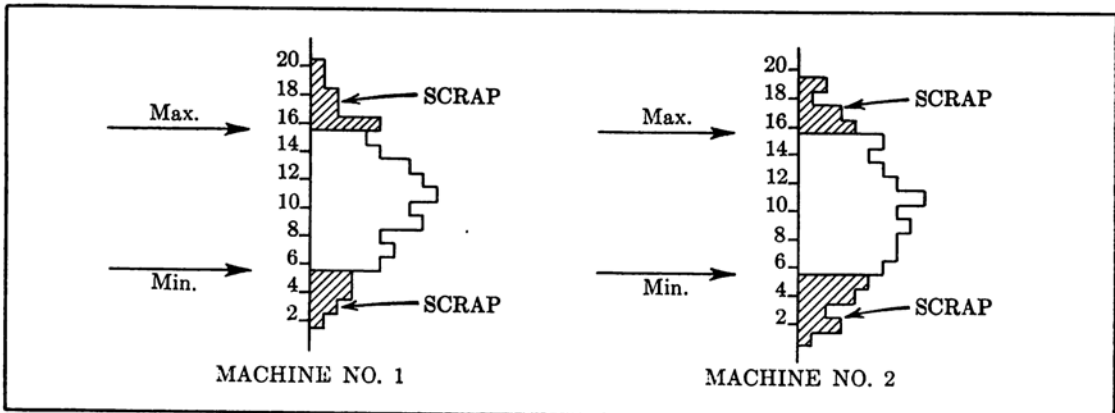 20
18
16
14
12
10
8
6
4
2
Max.
Min.
SCRAP
SCRAP
MACHINE NO. 1
20
18
16
14
12
10
8
6
4
2
Max.
Min.
SCRAP
SCRAP
MACHINE NO. 2